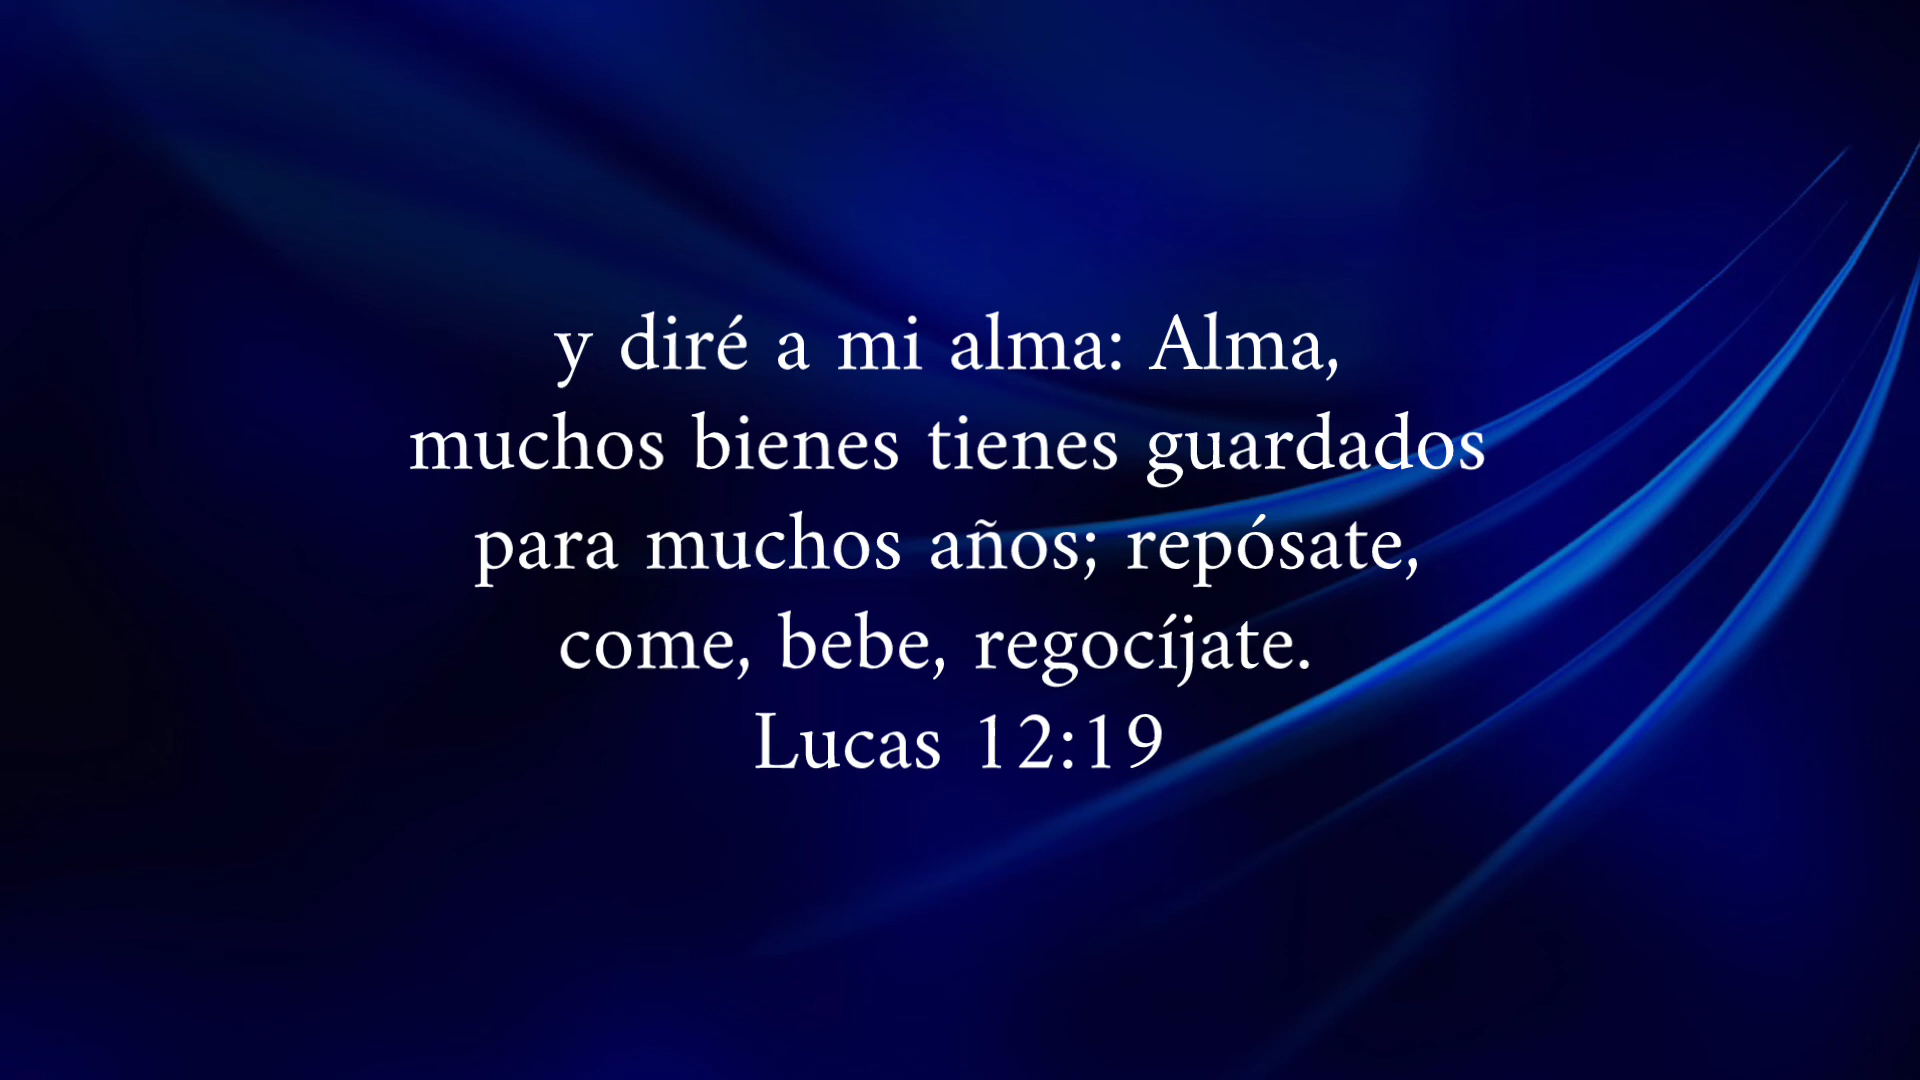 y diré a mi alma: Alma,
muchos bienes tienes guardados
para muchos años; repósate,
come, bebe, regocíjate.
Lucas 12:19